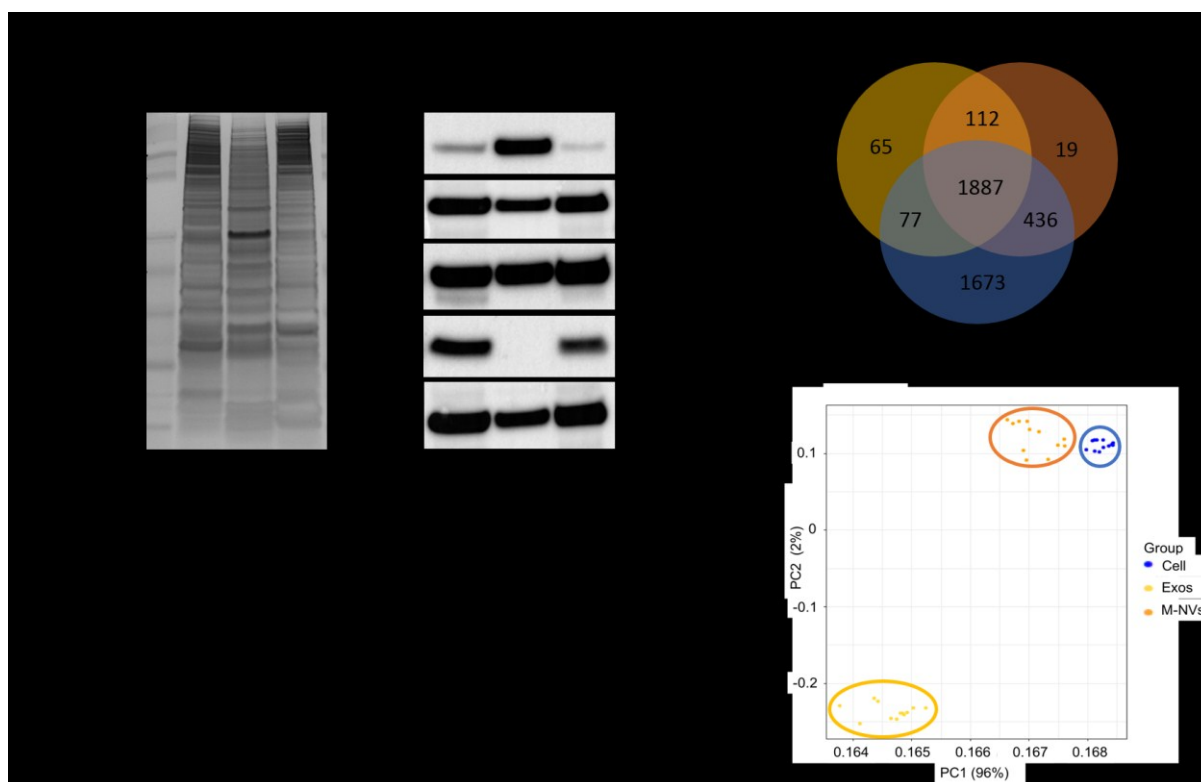 112
65
19
1887
77
436
1673
0.1
0
-0.1
-0.2
PC2 (2%)
0.164
0.165
0.166
0.167
0.168
PC1 (96%)
Group
Cell
Exos
M-NVs